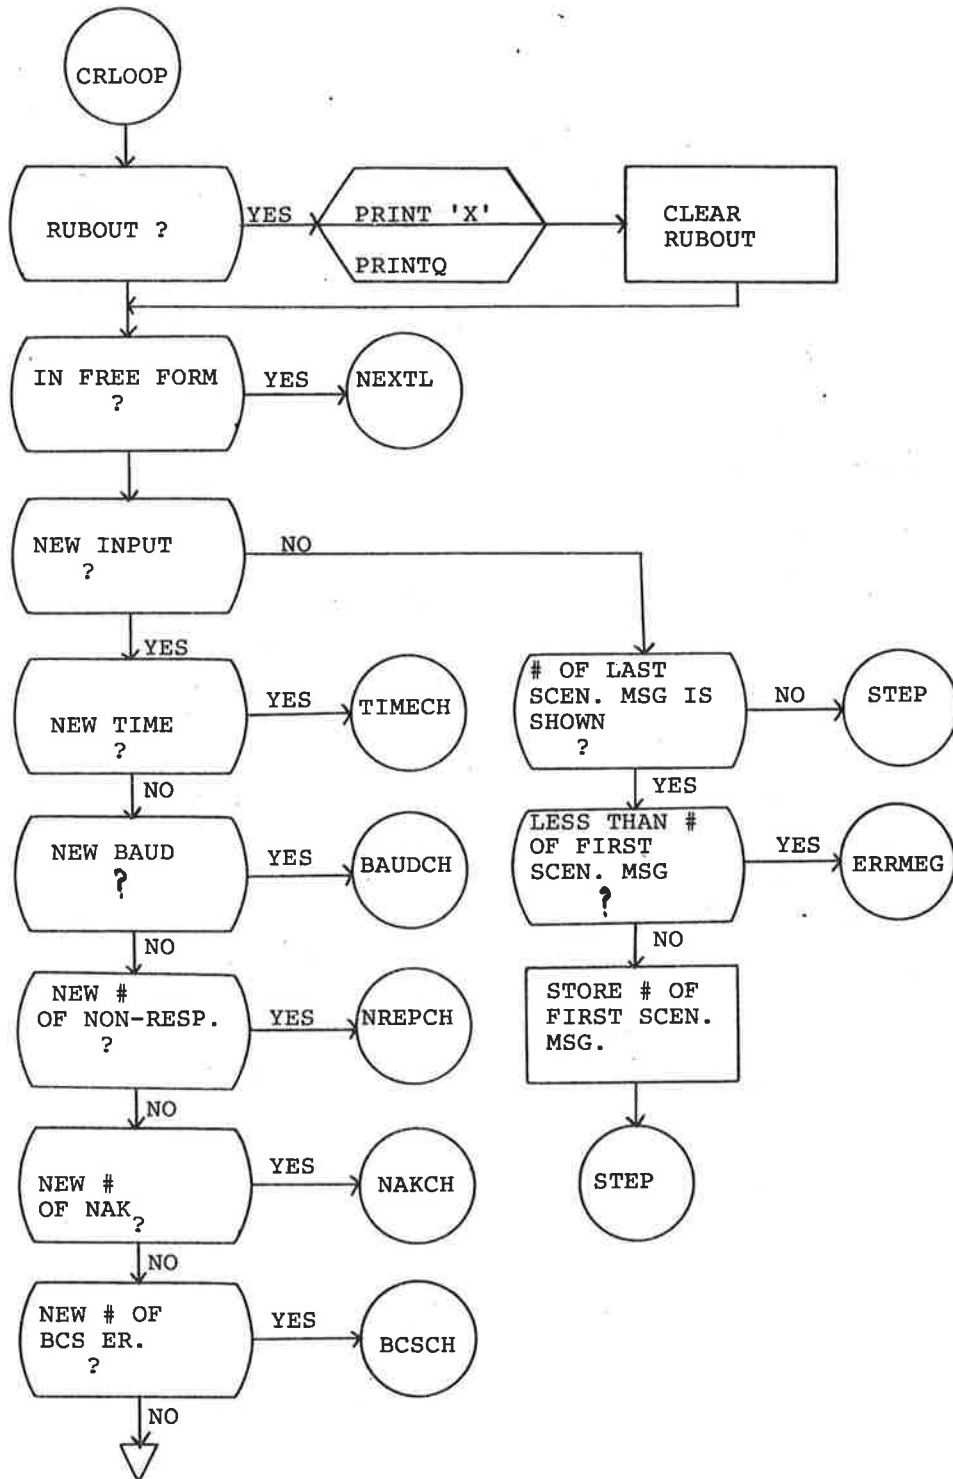 CRLOOP
RUBOUT ?
YES
PRINT 'X'
PRINTQ
CLEAR
RUBOUT
IN FREE FORM
?
YES
NEXTL
NEW INPUT
?
NO
YES
NEW TIME
?
YES
TIMECH
NO
# OF LAST
SCEN. MSG IS
SHOWN
?
NO
STEP
YES
NEW BAUD
?
YES
BAUDCH
NO
LESS THAN #
OF FIRST
SCEN. MSG
?
YES
ERRMEG
NO
NEW #
OF NON-RESP.
?
YES
NREPCH
NO
STORE # OF
FIRST SCEN.
MSG.
STEP
NEW #
OF NAK
?
YES
NAKCH
NO
NEW # OF
BCS ER.
?
YES
BCSCH
NO